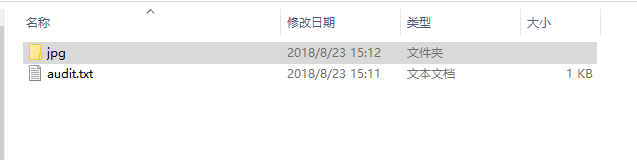 名称 修改日期 类型 大小
jpg 2018/8/23 15:12 文件夹
audit.txt 2018/8/23 15:11 文本文档 1 KB